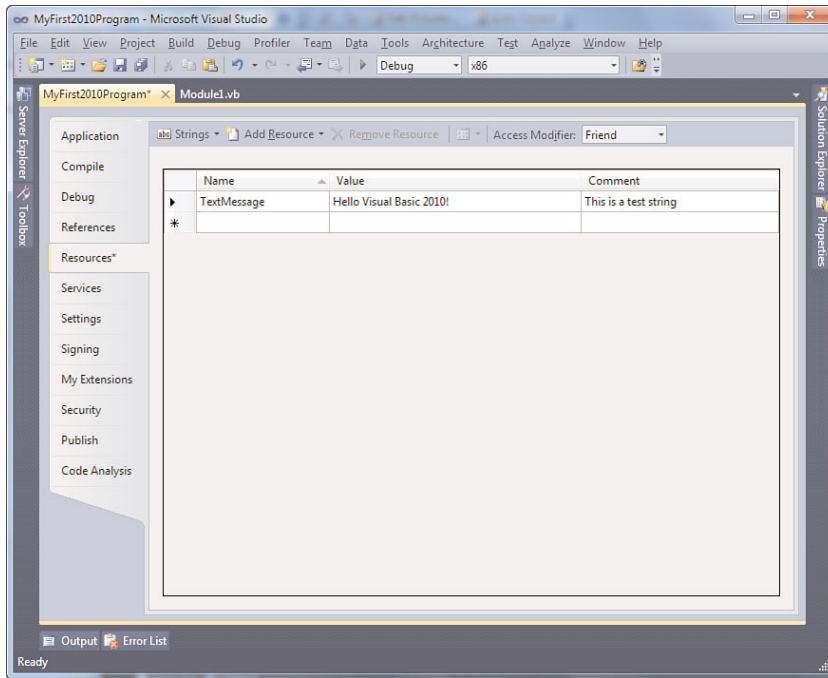 MyFirst2010Program - Microsoft Visual Studio
File Edit View Project Build Debug Profiler Team Data Tools Architecture Test Analyze Window Help
Debug x86
MyFirst2010Program* Module1.vb
Server Explorer
Toolbox
Solution Explorer
Properties
abl Strings Add Resource Remove Resource Access Modifier: Friend
Application
Compile
Debug
References
Resources*
Services
Settings
Signing
My Extensions
Security
Publish
Code Analysis
Name Value Comment
TextMessage Hello Visual Basic 2010! This is a test string
Output Error List
Ready